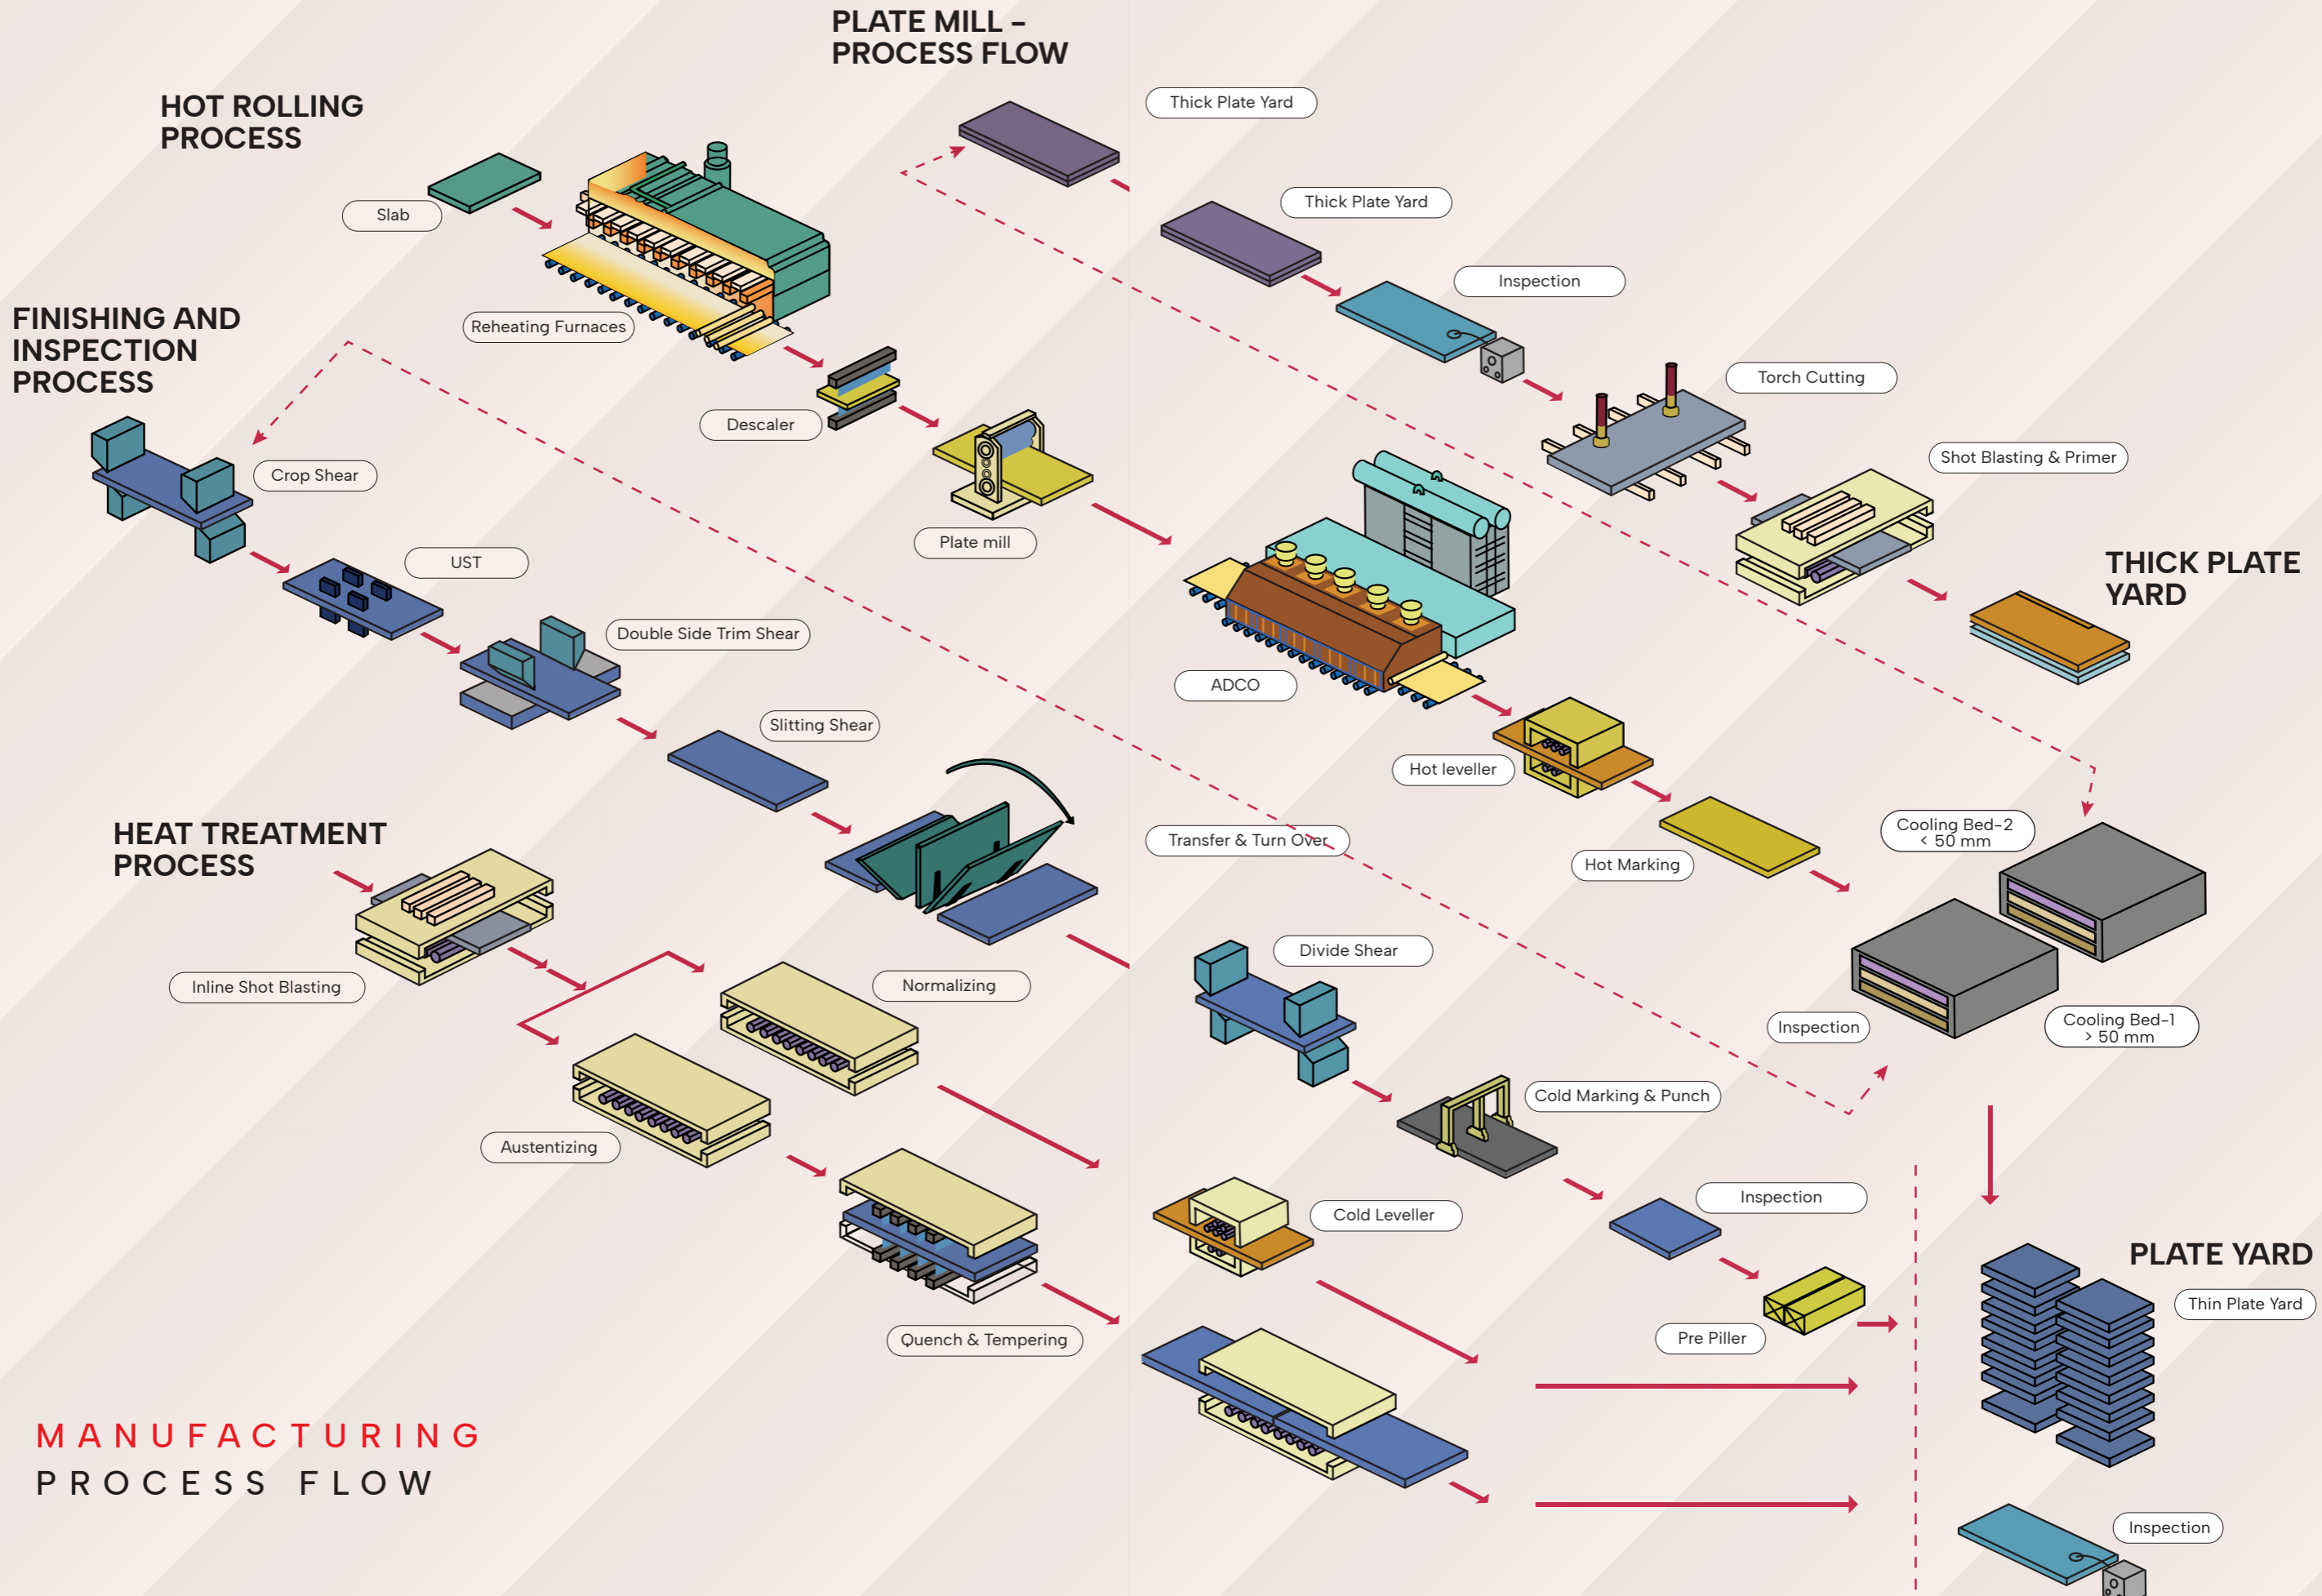 PLATE MILL -
PROCESS FLOW
HOT ROLLING
PROCESS
Slab
Reheating Furnaces
Descaler
Plate mill
ADCO
Hot leveller
Hot Marking
Cooling Bed-2
< 50 mm
Cooling Bed-1
> 50 mm
Inspection
Thick Plate Yard
Thick Plate Yard
Inspection
Torch Cutting
Shot Blasting & Primer
THICK PLATE
YARD
FINISHING AND
INSPECTION
PROCESS
Crop Shear
UST
Double Side Trim Shear
Slitting Shear
Transfer & Turn Over
Divide Shear
Cold Marking & Punch
Inspection
Pre Piller
HEAT TREATMENT
PROCESS
Inline Shot Blasting
Normalizing
Austentizing
Quench & Tempering
Cold Leveller
PLATE YARD
Thin Plate Yard
Inspection
MANUFACTURING
PROCESS FLOW